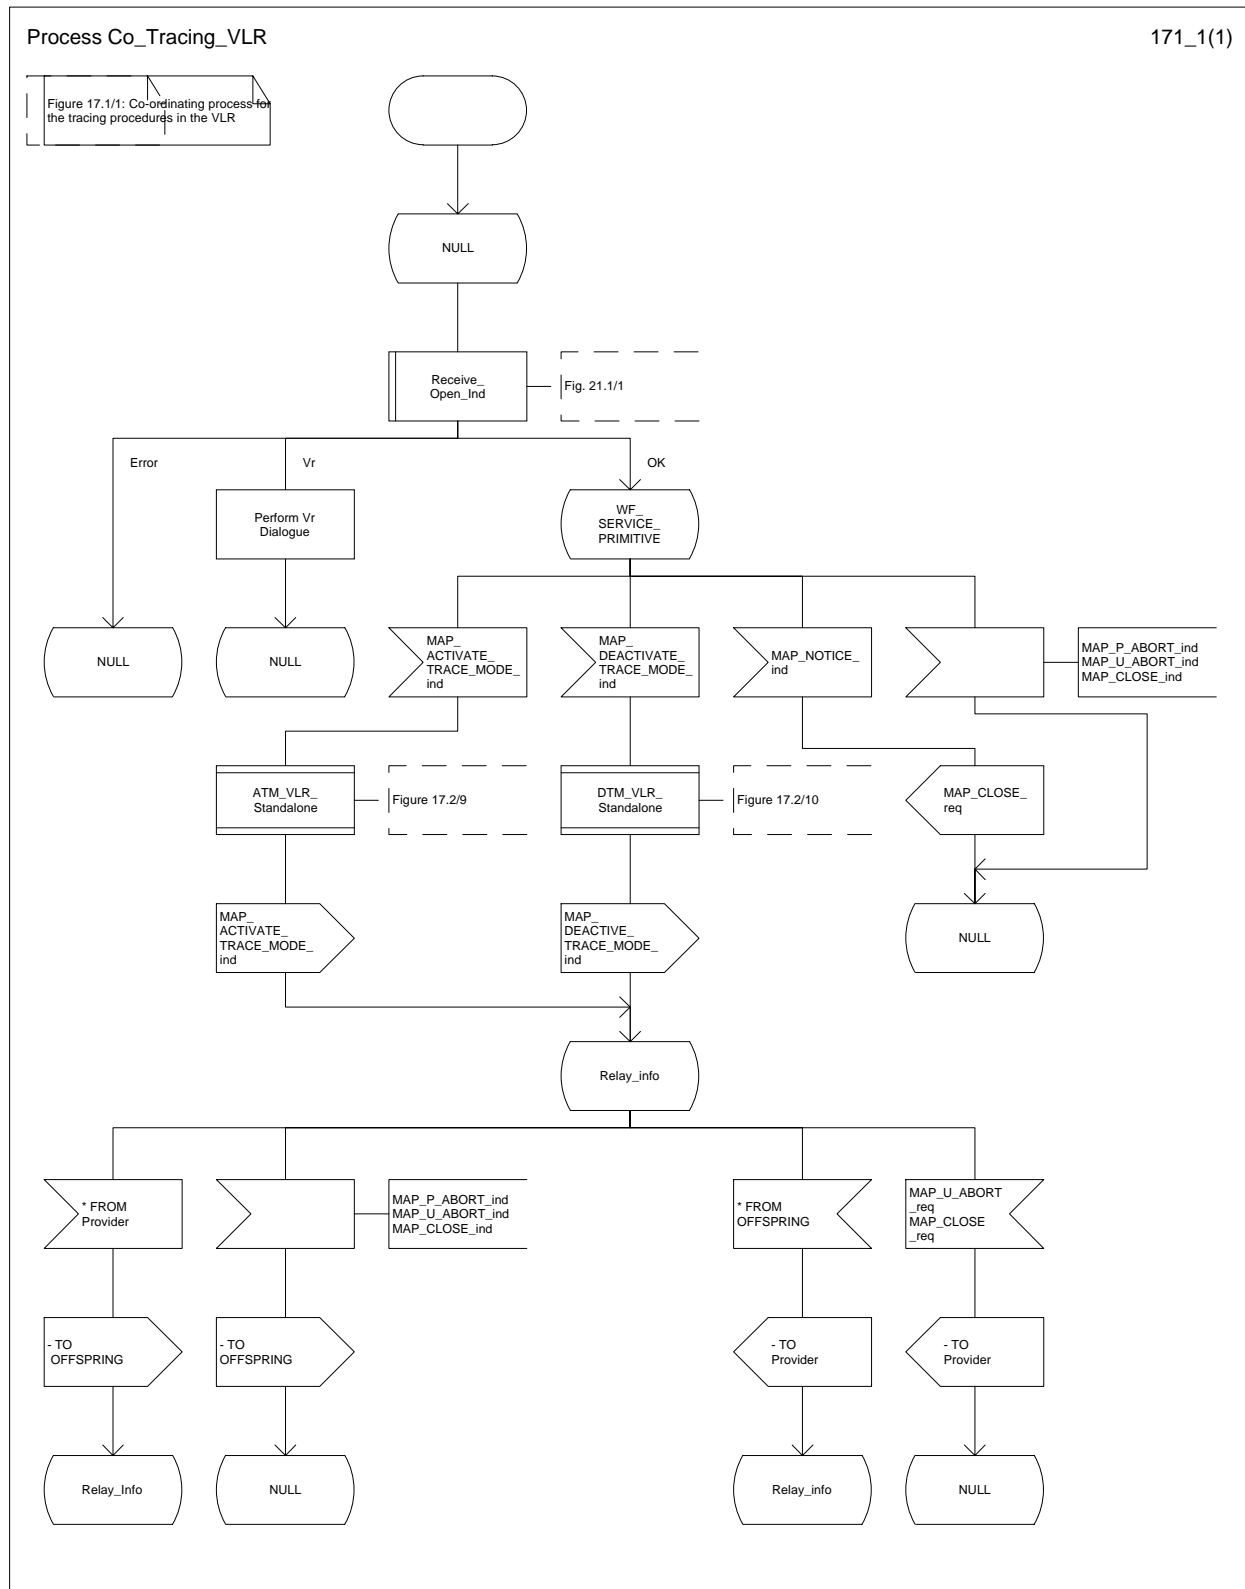 Process Co_Tracing_VLR
171_1(1)
Figure 17.1/1: Co-ordinating process for
the tracing procedures in the VLR
NULL
Receive_
Open_Ind
Fig. 21.1/1
Error
Vr
OK
Perform Vr
Dialogue
WF_
SERVICE_
PRIMITIVE
NULL
NULL
MAP_
ACTIVATE_
TRACE_MODE_
ind
MAP_
DEACTIVATE_
TRACE_MODE_
ind
MAP_NOTICE_
ind
MAP_P_ABORT_ind
MAP_U_ABORT_ind
MAP_CLOSE_ind
ATM_VLR_
Standalone
Figure 17.2/9
DTM_VLR_
Standalone
Figure 17.2/10
MAP_CLOSE_
req
MAP_
ACTIVATE_
TRACE_MODE_
ind
MAP_
DEACTIVE_
TRACE_MODE_
ind
NULL
Relay_info
* FROM
Provider
MAP_P_ABORT_ind
MAP_U_ABORT_ind
MAP_CLOSE_ind
* FROM
OFFSPRING
MAP_U_ABORT
_req
MAP_CLOSE
_req
- TO
OFFSPRING
- TO
OFFSPRING
- TO
Provider
- TO
Provider
Relay_Info
NULL
Relay_info
NULL